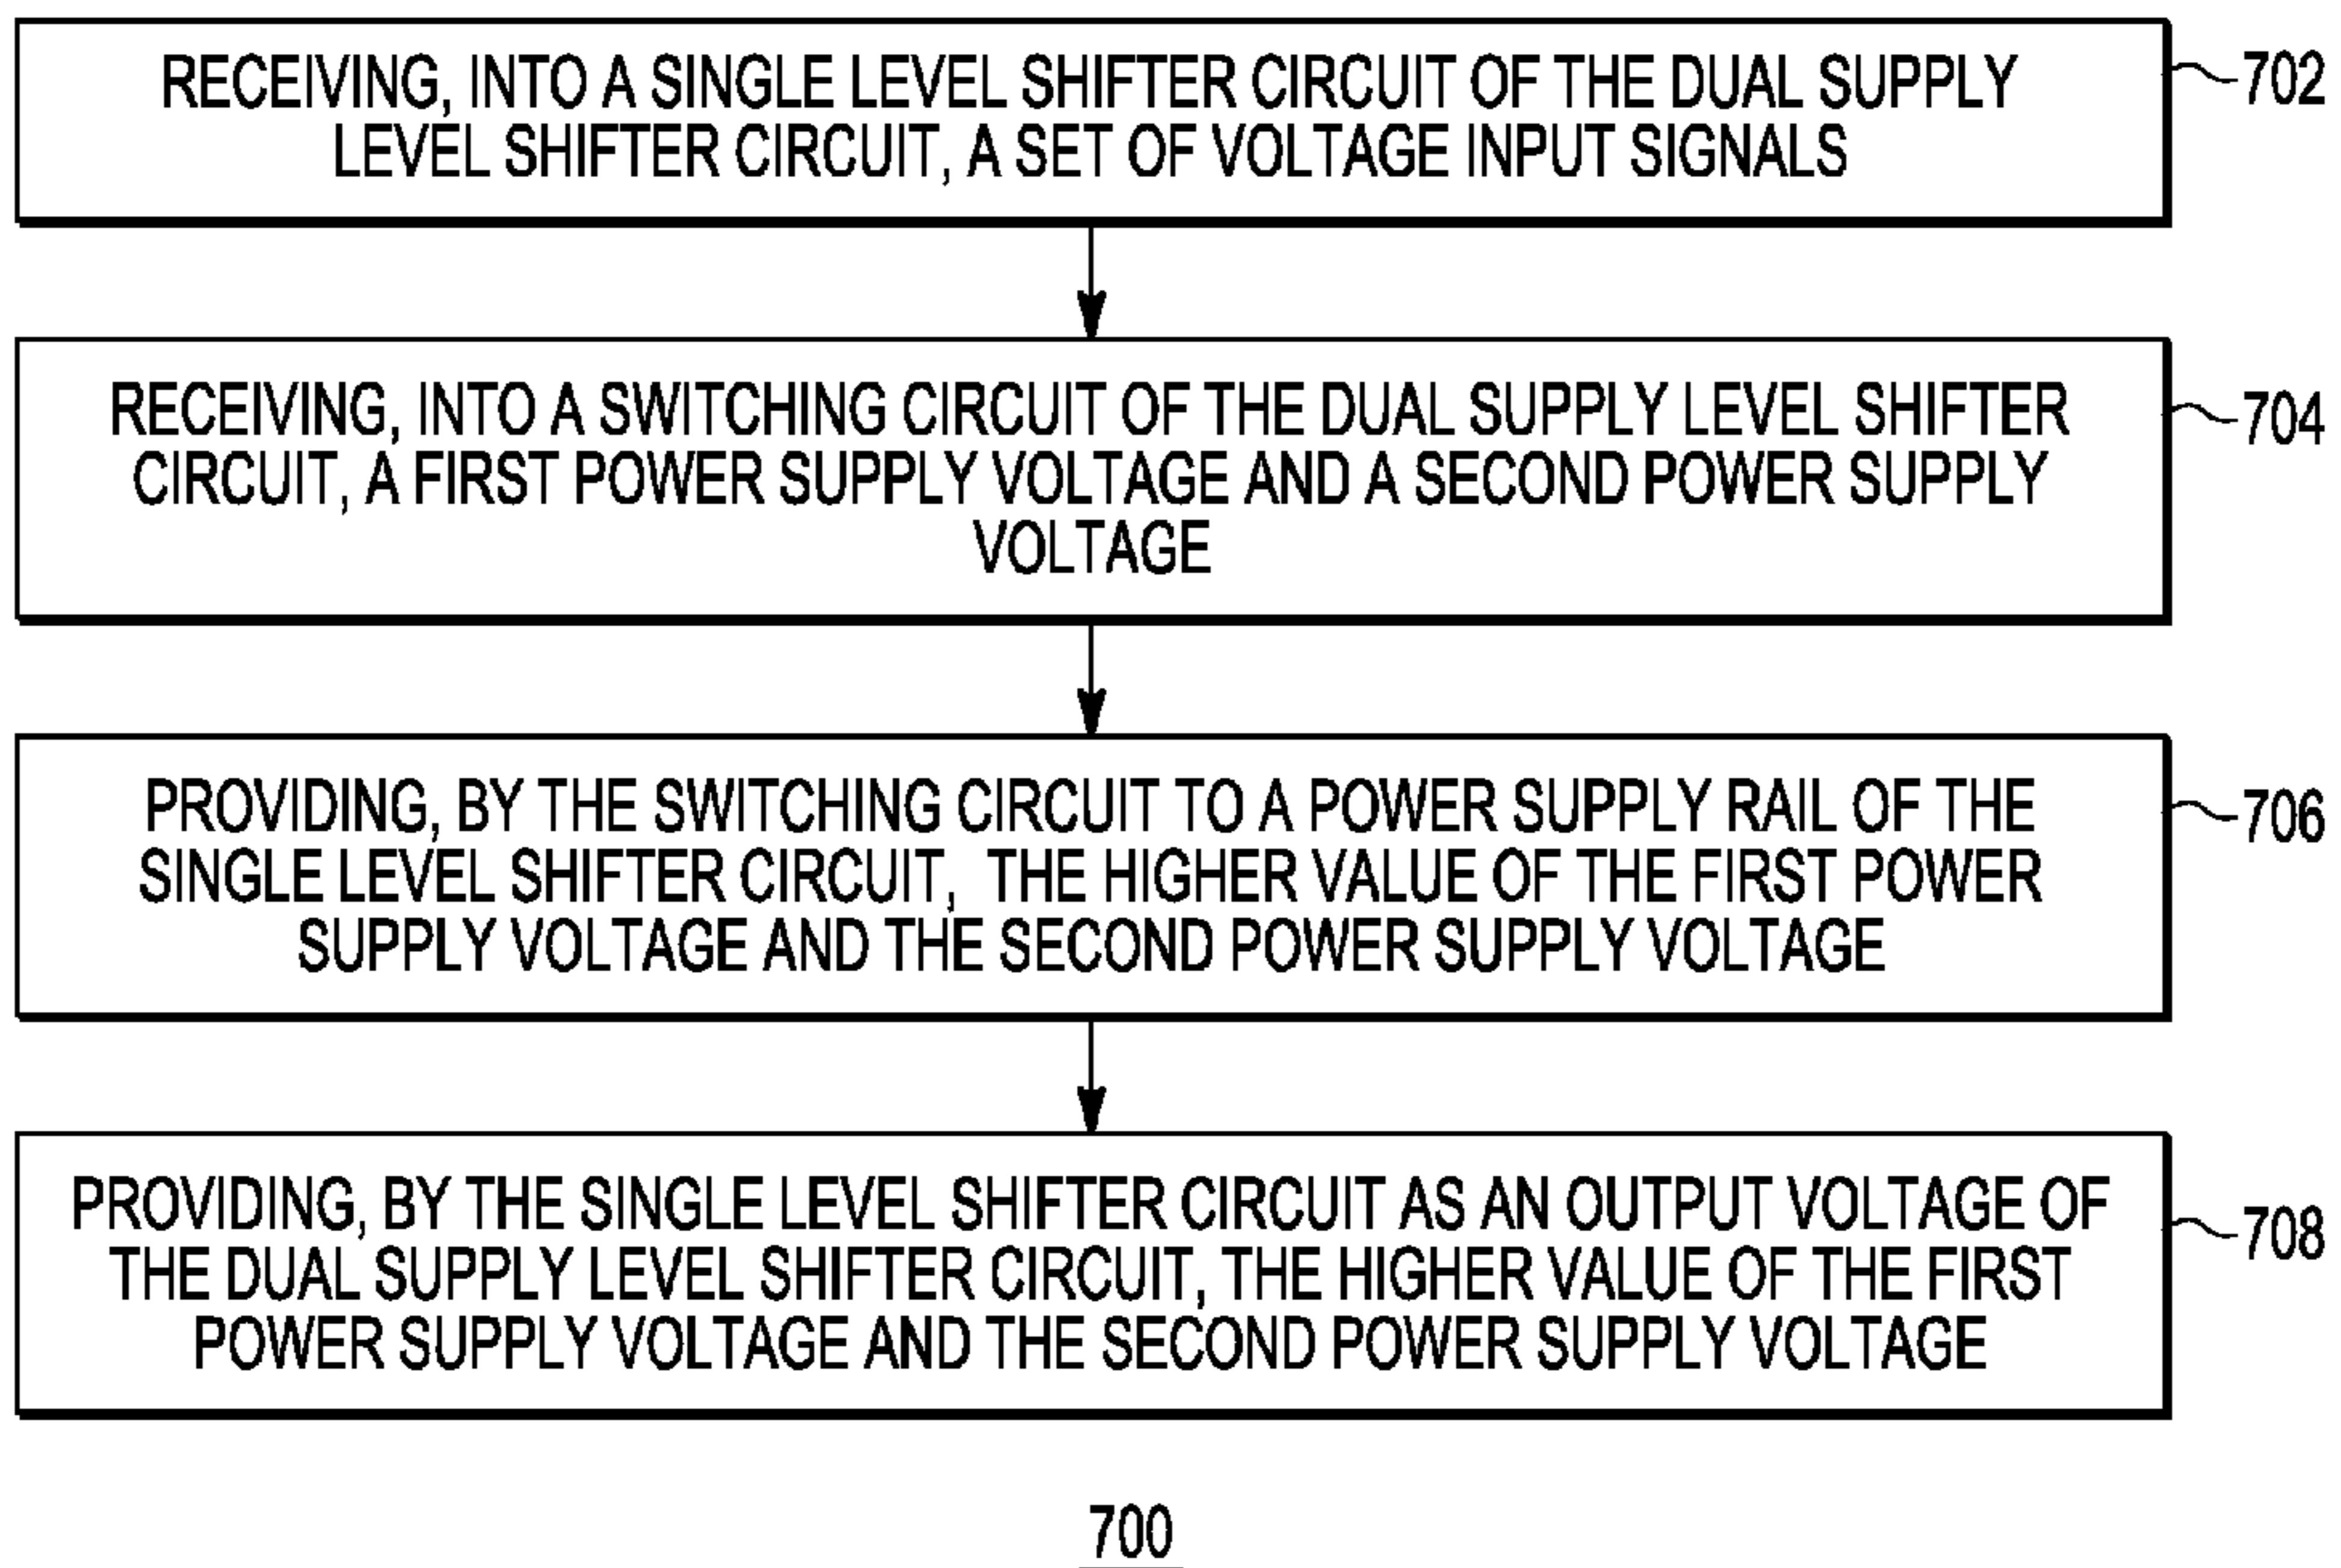 RECEIVING, INTO A SINGLE LEVEL SHIFTER CIRCUIT OF THE DUAL SUPPLY
LEVEL SHIFTER CIRCUIT, A SET OF VOLTAGE INPUT SIGNALS
702
RECEIVING, INTO A SWITCHING CIRCUIT OF THE DUAL SUPPLY LEVEL SHIFTER
CIRCUIT, A FIRST POWER SUPPLY VOLTAGE AND A SECOND POWER SUPPLY
VOLTAGE
704
PROVIDING, BY THE SWITCHING CIRCUIT TO A POWER SUPPLY RAIL OF THE
SINGLE LEVEL SHIFTER CIRCUIT, THE HIGHER VALUE OF THE FIRST POWER
SUPPLY VOLTAGE AND THE SECOND POWER SUPPLY VOLTAGE
706
PROVIDING, BY THE SINGLE LEVEL SHIFTER CIRCUIT AS AN OUTPUT VOLTAGE OF
THE DUAL SUPPLY LEVEL SHIFTER CIRCUIT, THE HIGHER VALUE OF THE FIRST
POWER SUPPLY VOLTAGE AND THE SECOND POWER SUPPLY VOLTAGE
708
700